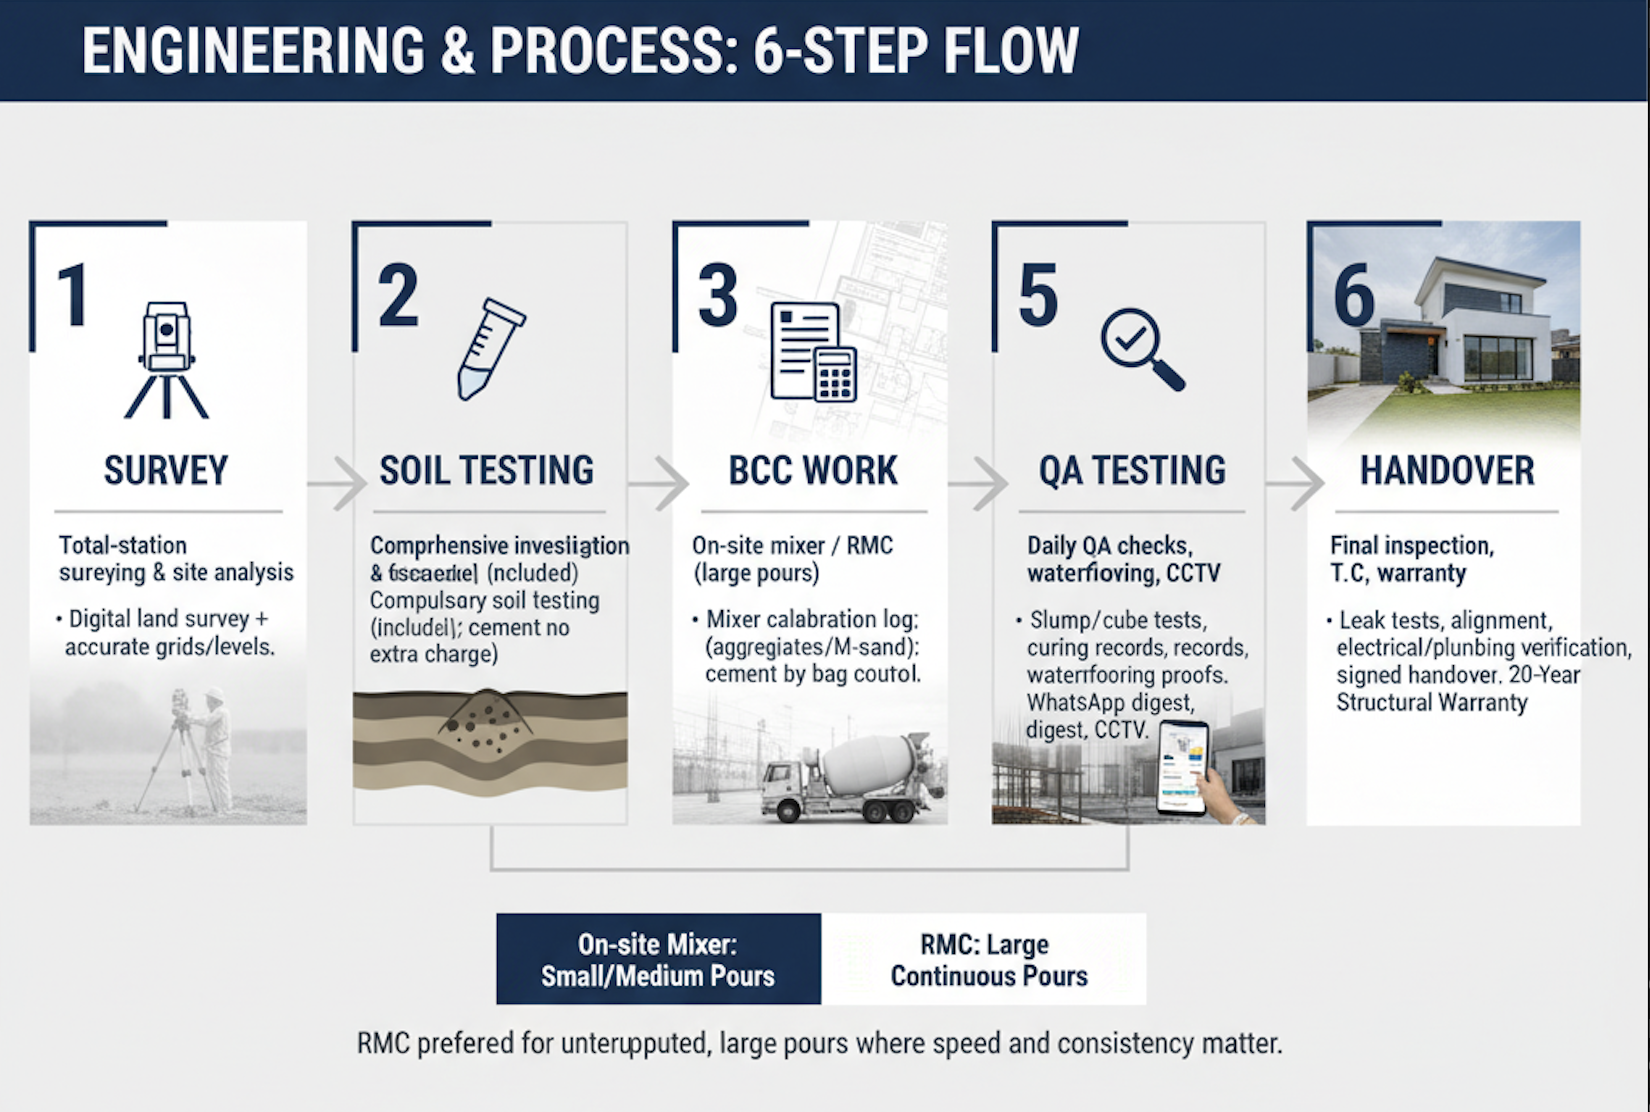 ENGINEERING & PROCESS: 6-STEP FLOW
1
SURVEY
Total-station
sureying & site analysis
• Digital land survey +
accurate grids/levels.
2
SOIL TESTING
Comprhensive investigation
& (ncluded)
Compulsary soil testing
cement no
extra charge)
3
BCC WORK
On-site mixer / RMC
(large pours)
• Mixer calabration log:
(aggregiates/M-sand):
cement by bag coutol.
5
QA TESTING
Daily QA checks,
CCTV
• Slump/cube tests,
curing records, records,
waterrfooring proofs.
WhatsApp digest,
digest, CCTV.
6
HANDOVER
Final inspection,
T.C, warranty
• Leak tests, alignment,
electrical/plunbing verification,
signed handover. 20-Year
Structural Warranty
On-site Mixer:
Small/Medium Pours
RMC: Large
Continuous Pours
RMC prefered for unterupputed, large pours where speed and consistency matter.